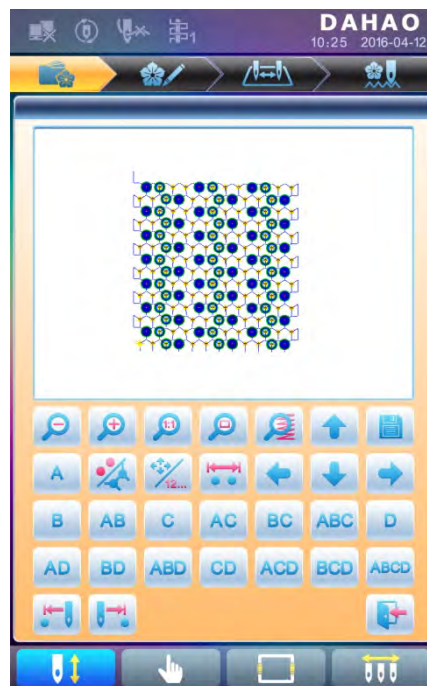 DAHAO
1
10:25 2016-04-12
1:1
A
12...
B AB C AC BC ABC D
AD BD ABD CD ACD BCD ABCD